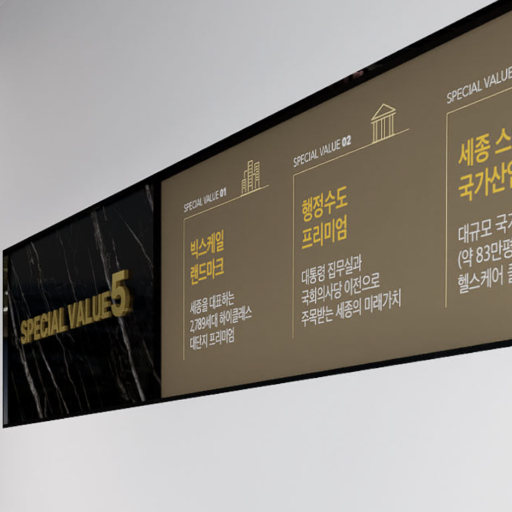 SPECIAL VALUE 5
SPECIAL VALUE 01
빅스케일
랜드마크
세종을 대표하는
2,789세대 하이클래스
대단지 프리미엄
SPECIAL VALUE 02
행정수도
프리미엄
대통령 집무실과
국회의사당 이전으로
주목받는 세종의 미래가치
SPECIAL VALUE
세종 스
국가산업
대규모 국가
(약 83만평
헬스케어